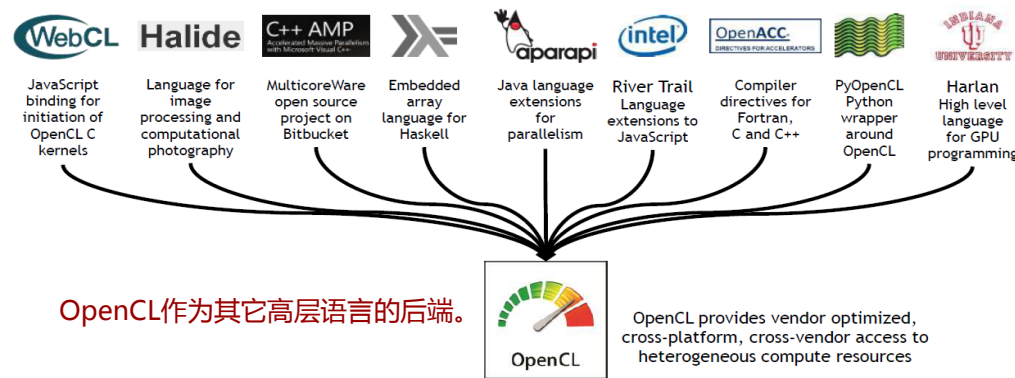 WebCL
JavaScript
binding for
initiation of
OpenCL C
kernels
Halide
Language for
image
processing and
computational
photography
C++ AMP
Accelerated Massive Parallelism
with Microsoft Visual C++
MulticoreWare
open source
project on
Bitbucket
Embedded
array
language for
Haskell
aparapi
Java language
extensions
for
parallelism
(intel)
River Trail
Language
extensions to
JavaScript
OpenACC.
DIRECTIVES FOR ACCELERATORS
Compiler
directives for
Fortran,
C and C++
PyOpenCL
Python
wrapper
around
OpenCL
INDIANA
UNIVERSITY
Harlan
High level
language
for GPU
programming
OpenCL作为其它高层语言的后端。
OpenCL
OpenCL provides vendor optimized,
cross-platform, cross-vendor access to
heterogeneous compute resources